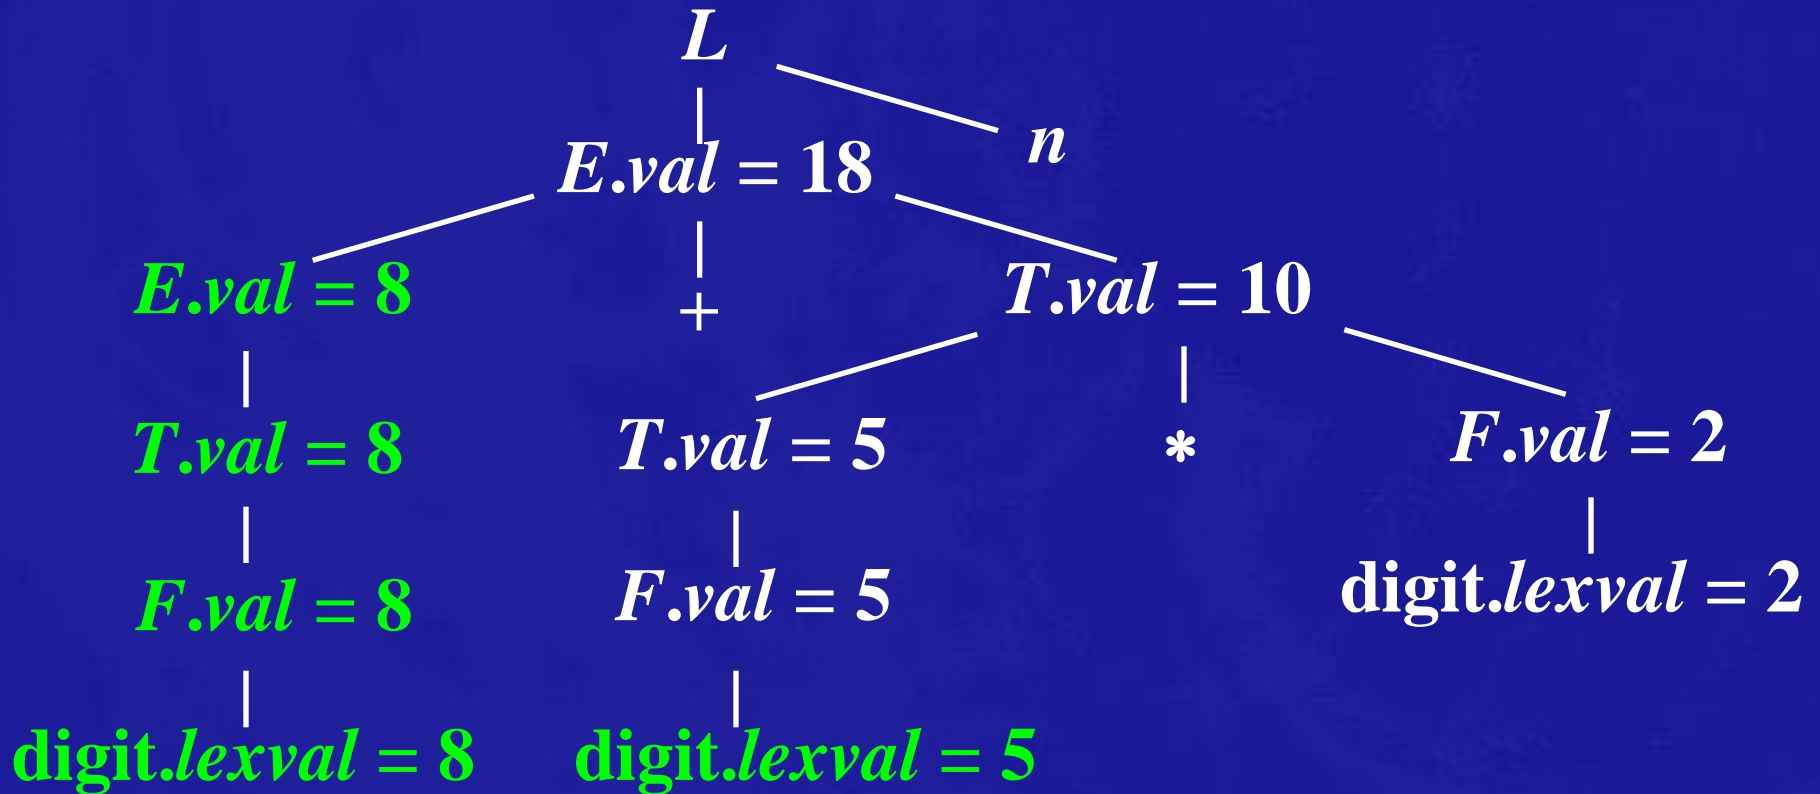 L
n
E.val = 18
E.val = 8
+
T.val = 10
T.val = 8
T.val = 5
*
F.val = 2
F.val = 8
F.val = 5
digit.lexval = 2
digit.lexval = 8
digit.lexval = 5